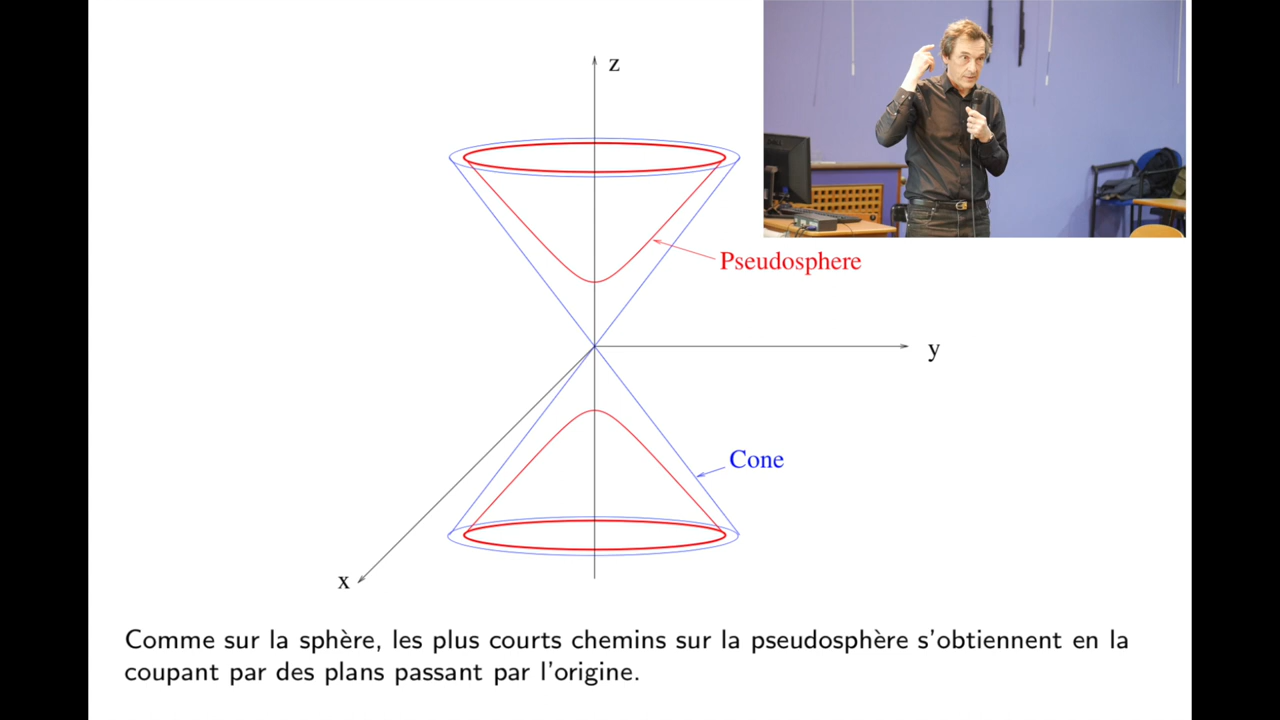 z
Pseudosphere
y
Cone
x
Comme sur la sphère, les plus courts chemins sur la pseudosphère s'obtiennent en la
coupant par des plans passant par l'origine.